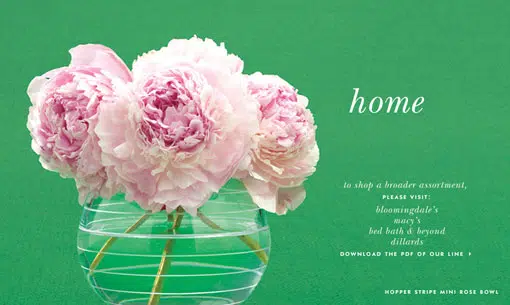 home
to shop a broader assortment,
PLEASE VISIT:
bloomingdale's
macy's
bed bath & beyond
dillards
DOWNLOAD THE PDF OF OUR LINE
HOPPER STRIPE MINI ROSE BOWL